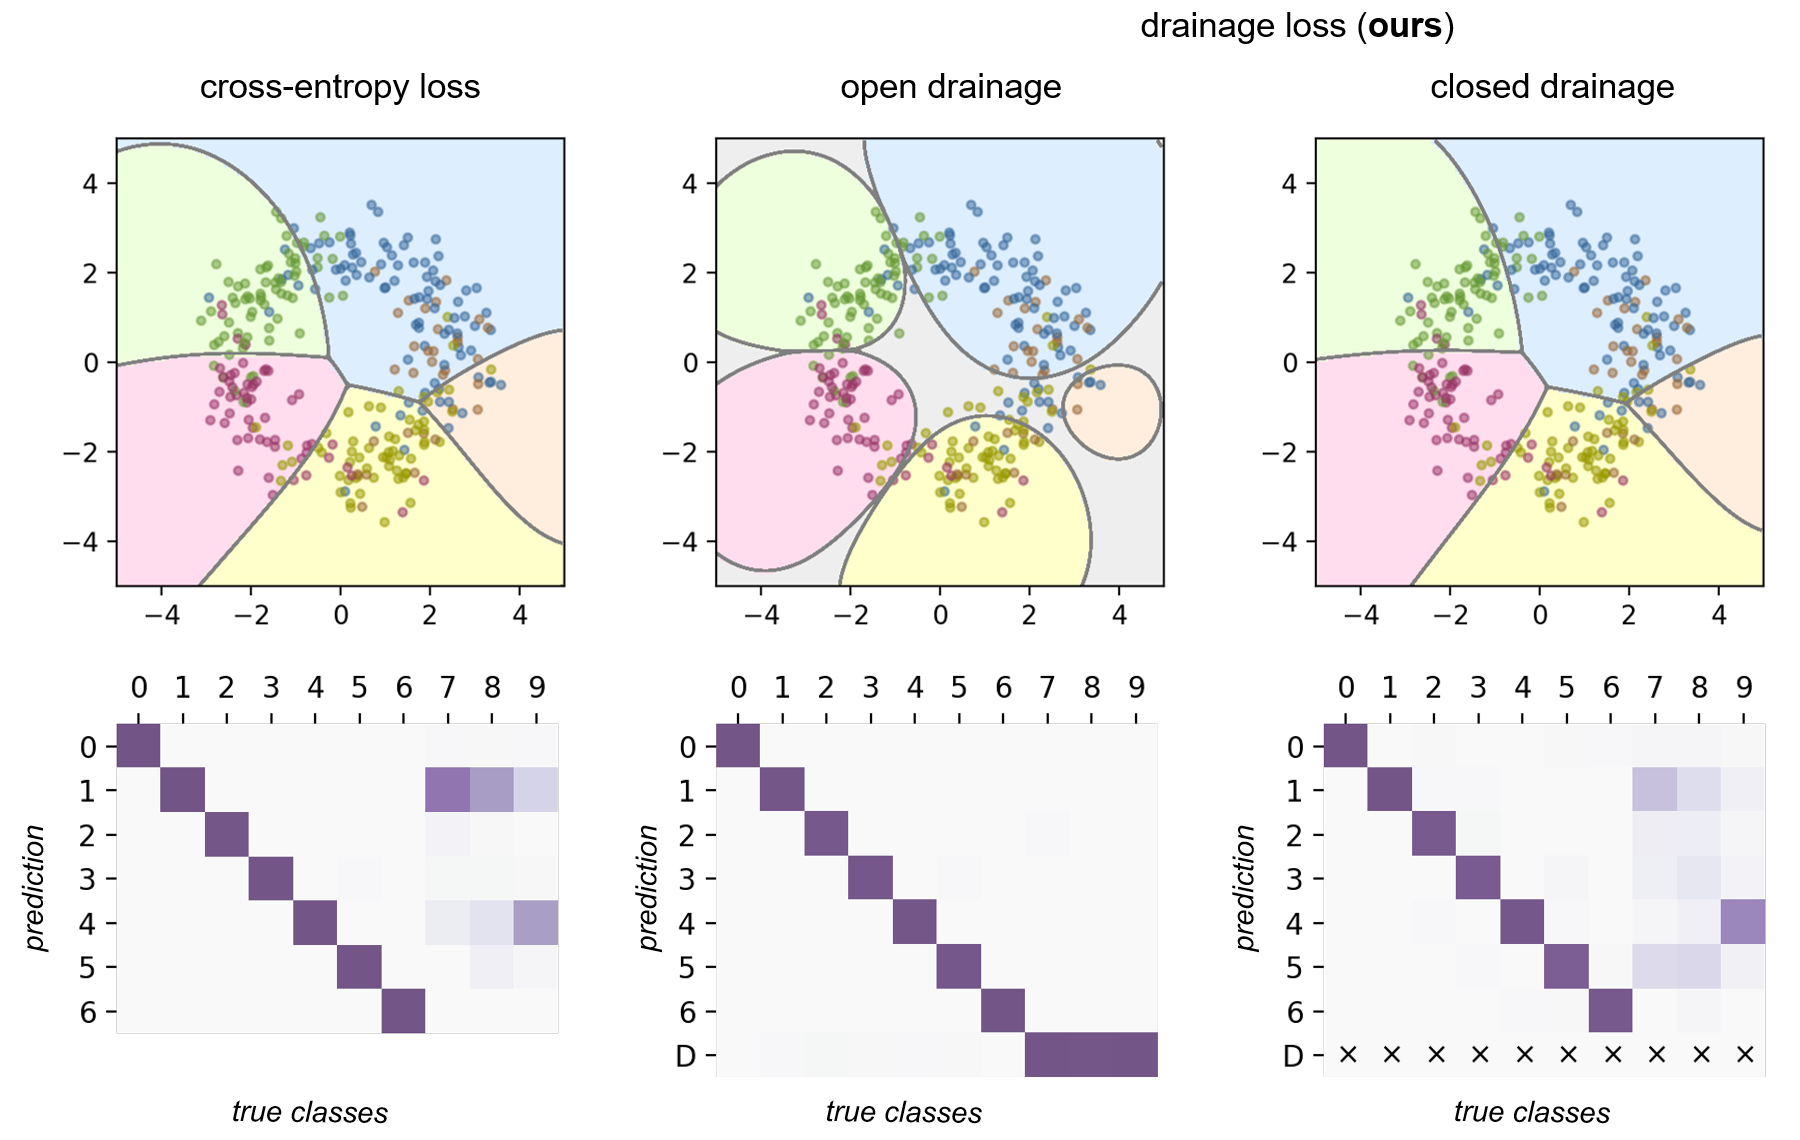 drainage loss (ours)
cross-entropy loss open drainage closed drainage
4 4 4
2 2 2
0 0 0
−2 −2 −2
−4 −4 −4
−4 −2 0 2 4 −4 −2 0 2 4 −4 −2 0 2 4
0 1 2 3 4 5 6 7 8 9 0 1 2 3 4 5 6 7 8 9 0 1 2 3 4 5 6 7 8 9
0 0 0
1 1 1
2 2 2
prediction prediction prediction
3 3 3
4 4 4
5 5 5
6 6 6
D D × × × × × × × × × ×
true classes true classes true classes